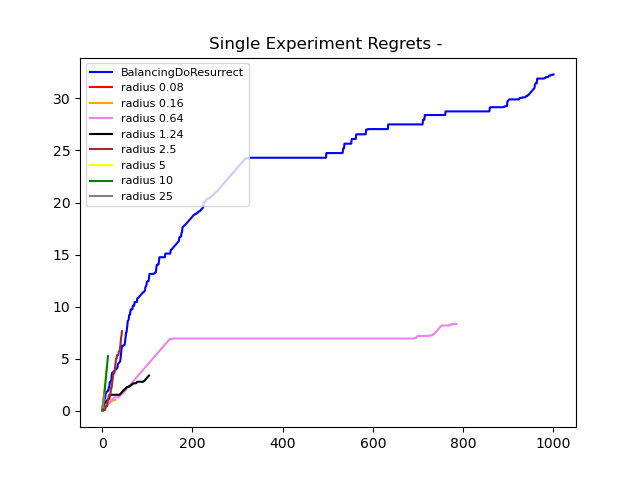 Single Experiment Regrets -
BalancingDoResurrect
radius 0.08
radius 0.16
radius 0.64
radius 1.24
radius 2.5
radius 5
radius 10
radius 25
30
25
20
15
10
5
0
0 200 400 600 800 1000